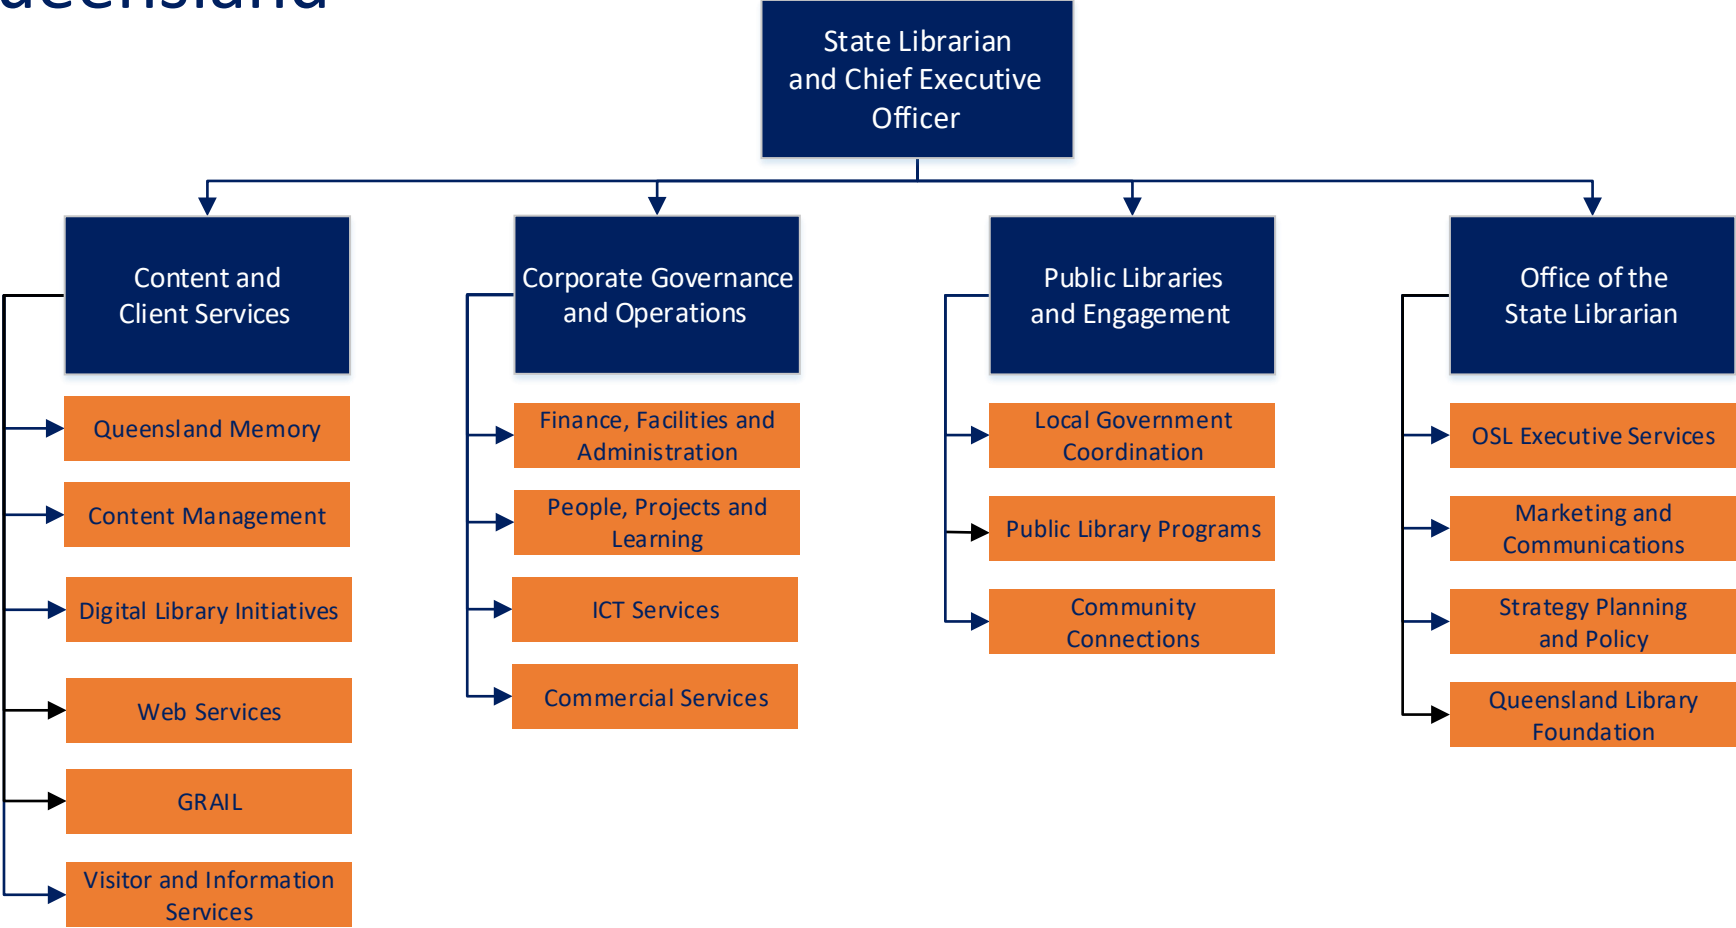 State Librarian
and Chief Executive
Officer
Content and
Client Services
Queensland Memory
Content Management
Digital Library Initiatives
Web Services
GRAIL
Visitor and Information
Services
Corporate Governance
and Operations
Finance, Facilities and
Administration
People, Projects and
Learning
ICT Services
Commercial Services
Public Libraries
and Engagement
Local Government
Coordination
Public Library Programs
Community
Connections
Office of the
State Librarian
OSL Executive Services
Marketing and
Communications
Strategy Planning
and Policy
Queensland Library
Foundation